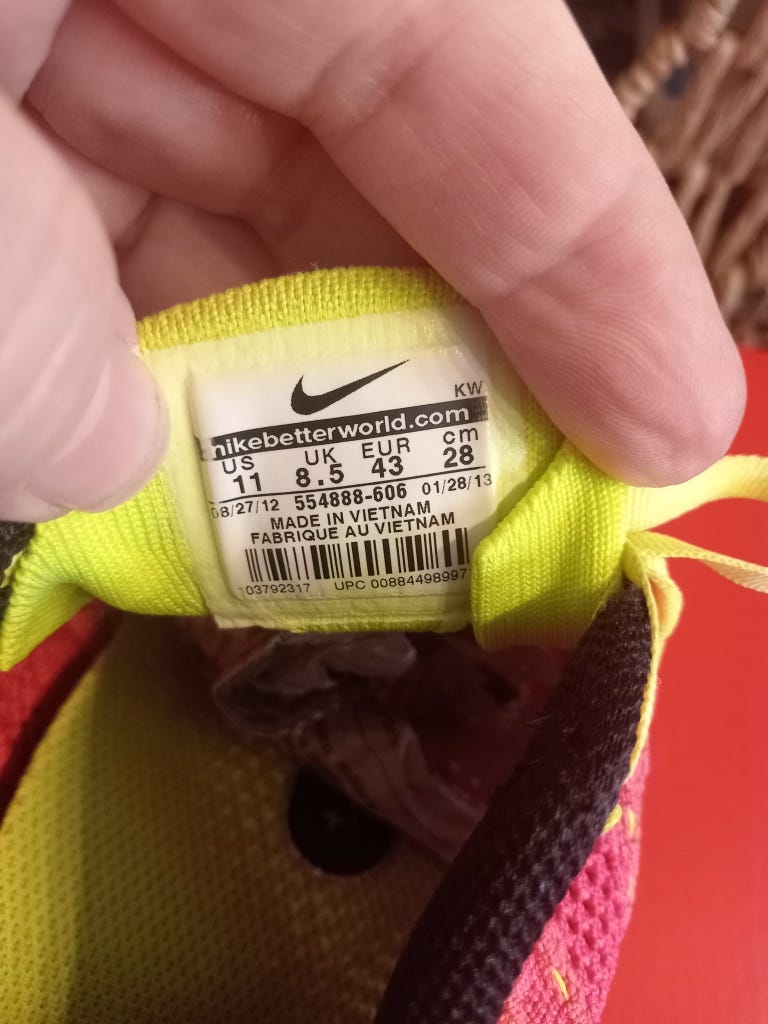 KW
nikebetterworld.com
US UK EUR cm
11 8.5 43 28
08/27/12 554888-606 01/28/13
MADE IN VIETNAM
FABRIQUE AU VIETNAM
103792317 UPC 00884498997